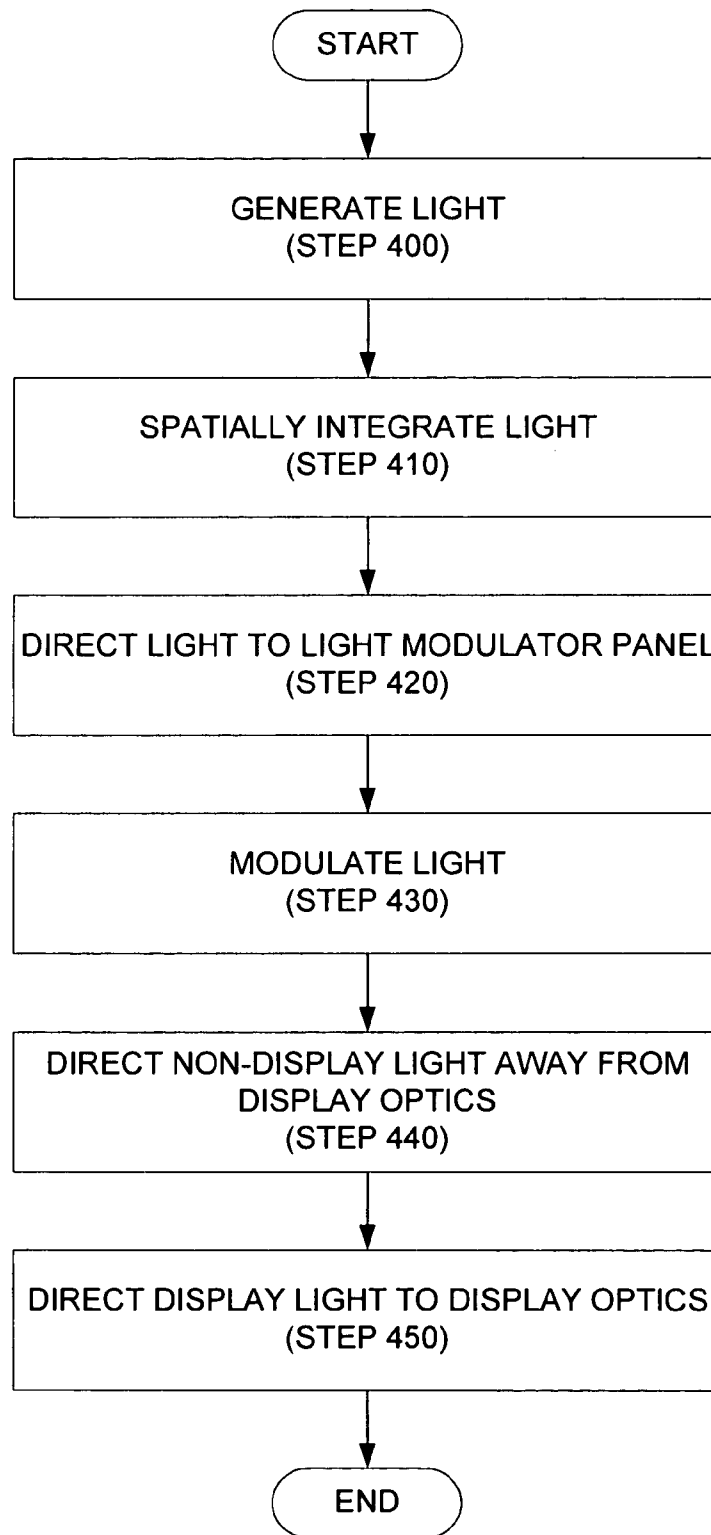 START
GENERATE LIGHT
(STEP 400)
SPATIALLY INTEGRATE LIGHT
(STEP 410)
DIRECT LIGHT TO LIGHT MODULATOR PANEL
(STEP 420)
MODULATE LIGHT
(STEP 430)
DIRECT NON-DISPLAY LIGHT AWAY FROM
DISPLAY OPTICS
(STEP 440)
DIRECT DISPLAY LIGHT TO DISPLAY OPTICS
(STEP 450)
END